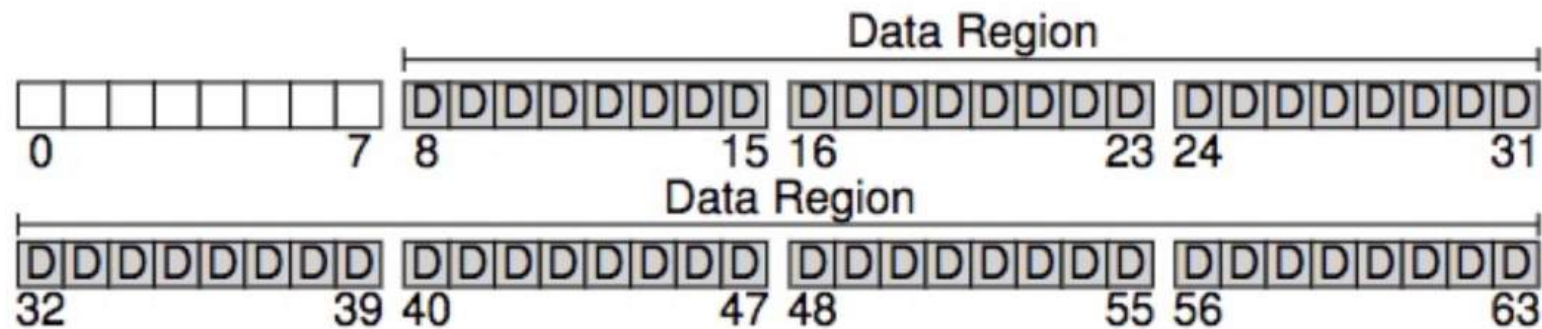 Data Region
D D D D D D D D D D D D D D D D D D D D D D D D
0 7 8 15 16 23 24 31
Data Region
D D D D D D D D D D D D D D D D D D D D D D D D D D D D D D D D
32 39 40 47 48 55 56 63